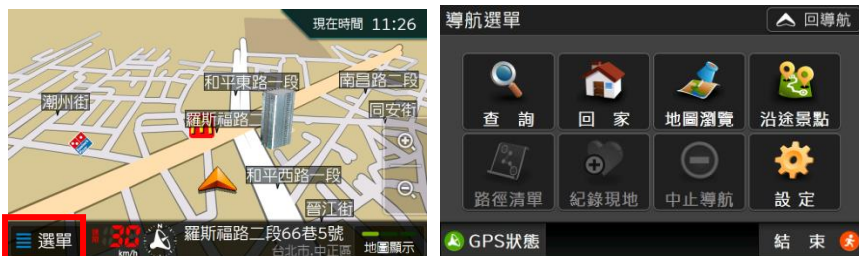 現在時間 11:26
和平東路一段
南昌路二段
潮州街
同安街
羅斯福路二
和平西路一段
晉江街
選單
30
km/h
N
羅斯福路二段66巷5號
台北市,中正區
地圖顯示
導航選單
回導航
查 詢
回 家
地圖瀏覽
沿途景點
路徑清單
紀錄現地
中止導航
設 定
GPS狀態
結 束